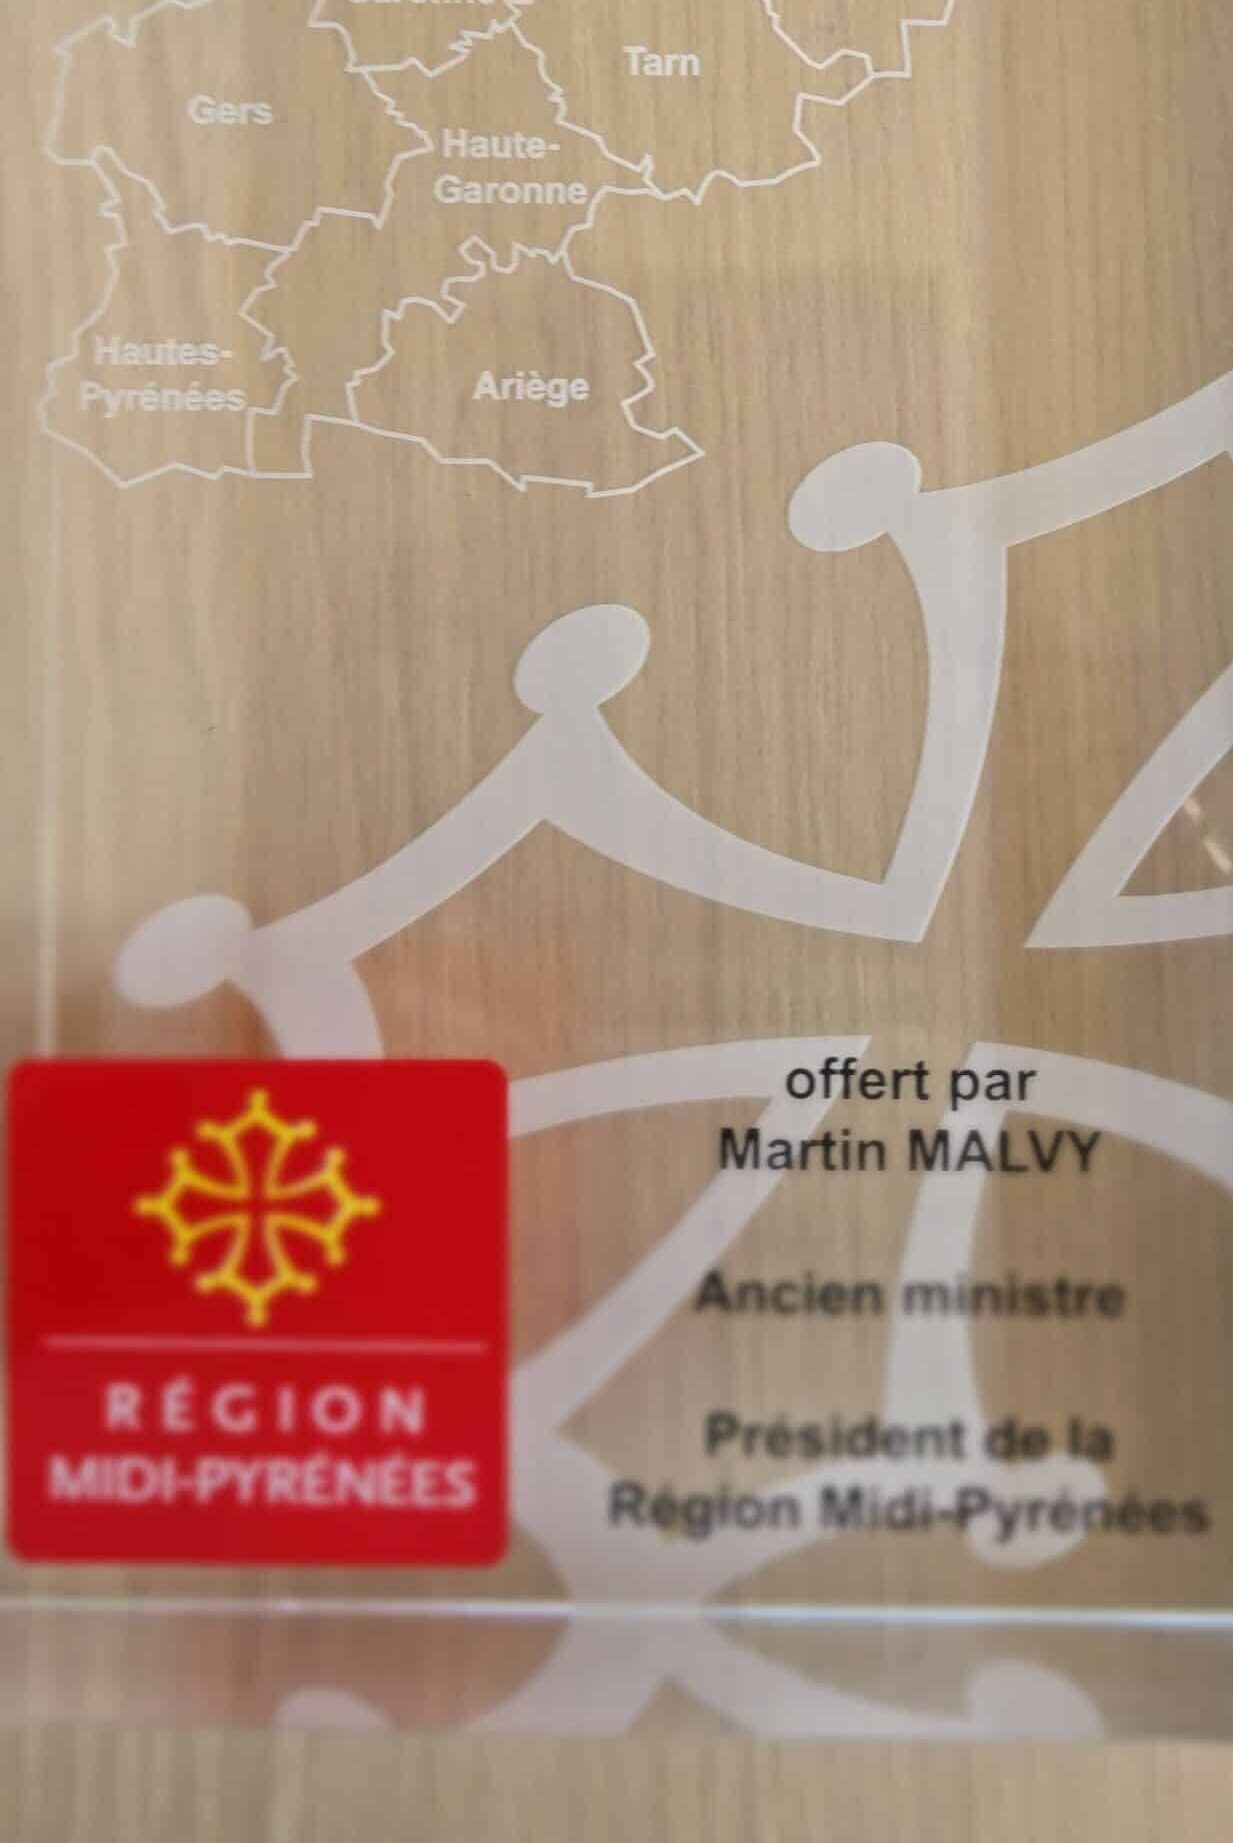 Tarn
Gers
Haute-
Garonne
Hautes-
Pyrénées
Ariège
offert par
Martin MALVY
Ancien ministre
Président de la
Région Midi-Pyrénées
RÉGION
MIDI-PYRÉNÉES